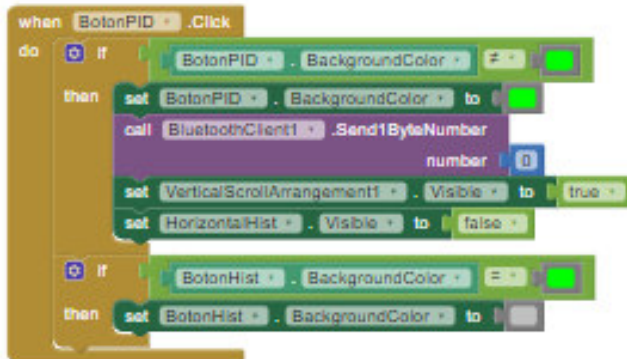 when BotonPID .Click
do if BotonPID . BackgroundColor ≠
then set BotonPID . BackgroundColor to
call BluetoothClient1 .Send1ByteNumber
number 0
set VerticalScrollArrangement1 . Visible to true
set HorizontalHist . Visible to false
if BotonHist . BackgroundColor =
then set BotonHist . BackgroundColor to